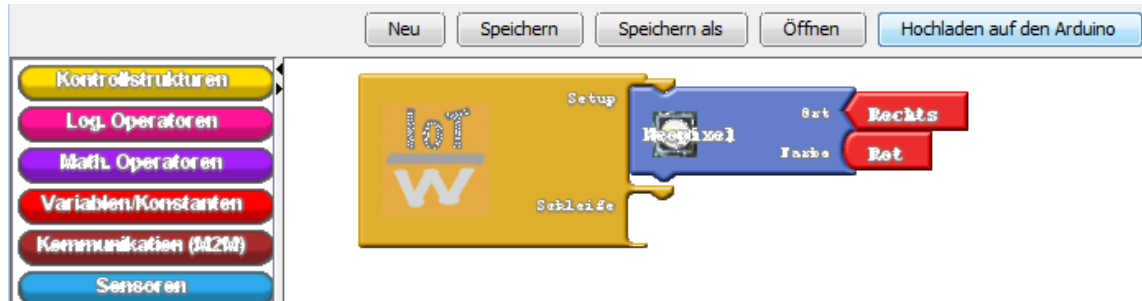 Neu Speichern Speichern als Öffnen Hochladen auf den Arduino
Kontrollstrukturen
Log. Operatoren
Math. Operatoren
Variablen/Konstanten
Kommunikation (M2M)
Sensoren
IoT
W
Setup
Schleife
Neopixel
Ort
Rechts
Farbe
Rot